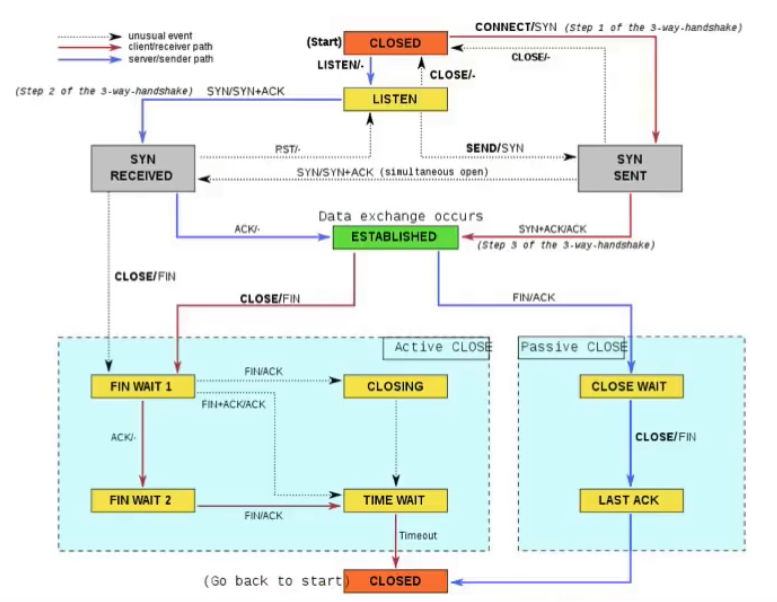 unusual event
client/receiver path
server/sender path
(Start)
CLOSED
CONNECT/SYN (Step 1 of the 3-way-handshake)
CLOSE/-
LISTEN/-
CLOSE/-
(Step 2 of the 3-way-handshake)
SYN/SYN+ACK
LISTEN
RST/-
SEND/SYN
SYN
RECEIVED
SYN
SENT
SYN/SYN+ACK (simultaneous open)
Data exchange occurs
ACK/-
ESTABLISHED
SYN+ACK/ACK
(Step 3 of the 3-way-handshake)
CLOSE/FIN
CLOSE/FIN
FIN/ACK
Active CLOSE
Passive CLOSE
FIN WAIT 1
FIN/ACK
CLOSING
CLOSE WAIT
FIN+ACK/ACK
ACK/-
CLOSE/FIN
FIN WAIT 2
TIME WAIT
LAST ACK
FIN/ACK
Timeout
(Go back to start)
CLOSED